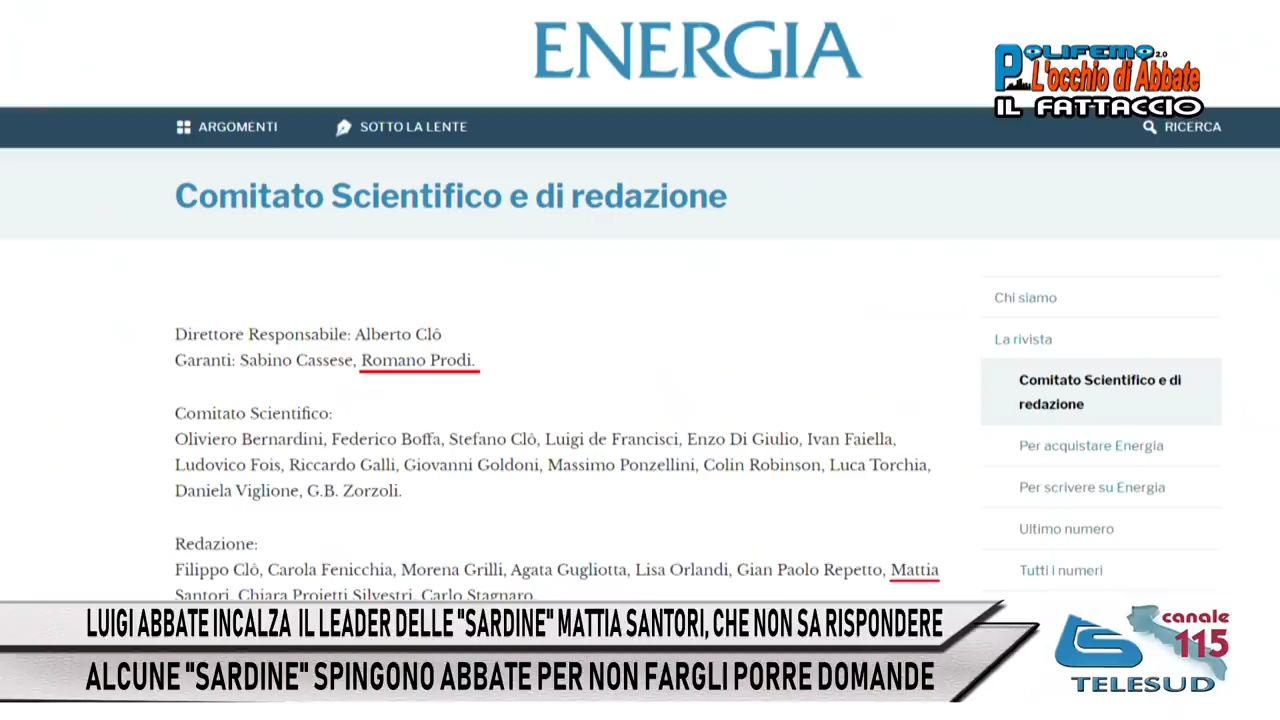 ENERGIA
POLIFEMO 2.0
L'occhio di Abbate
IL FATTACCIO
ARGOMENTI
SOTTO LA LENTE
RICERCA
Comitato Scientifico e di redazione
Direttore Responsabile: Alberto Clô
Garanti: Sabino Cassese, Romano Prodi.
Comitato Scientifico:
Oliviero Bernardini, Federico Boffa, Stefano Clô, Luigi de Francisci, Enzo Di Giulio, Ivan Faiella,
Ludovico Fois, Riccardo Galli, Giovanni Goldoni, Massimo Ponzellini, Colin Robinson, Luca Torchia,
Daniela Viglione, G.B. Zorzoli.
Redazione:
Filippo Clô, Carola Fenicchia, Morena Grilli, Agata Gugliotta, Lisa Orlandi, Gian Paolo Repetto, Mattia
Santori, Chiara Proietti Silvestri, Carlo Stagnaro.
Chi siamo
La rivista
Comitato Scientifico e di
redazione
Per acquistare Energia
Per scrivere su Energia
Ultimo numero
Tutti i numeri
LUIGI ABBATE INCALZA IL LEADER DELLE "SARDINE" MATTIA SANTORI, CHE NON SA RISPONDERE
ALCUNE "SARDINE" SPINGONO ABBATE PER NON FARGLI PORRE DOMANDE
canale
115
TELESUD